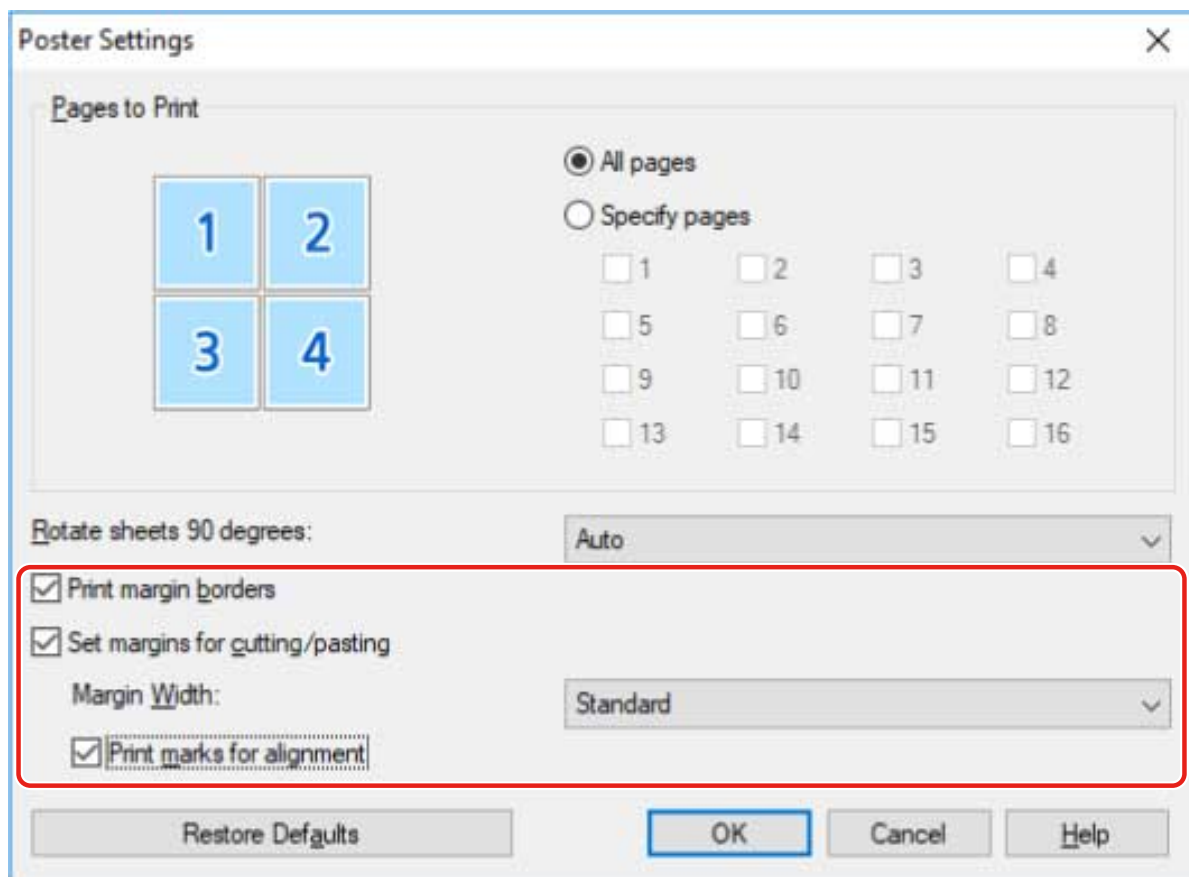 Poster Settings
Pages to Print
1 2
3 4
All pages
Specify pages
1 2 3 4
5 6 7 8
9 10 11 12
13 14 15 16
Rotate sheets 90 degrees: Auto
Print margin borders
Set margins for cutting/pasting
Margin Width: Standard
Print marks for alignment
Restore Defaults OK Cancel Help